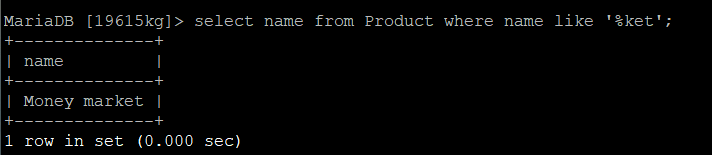 MariaDB [19615kg]> select name from Product where name like '%ket';
+--------------+
| name         |
+--------------+
| Money market |
+--------------+
1 row in set (0.000 sec)